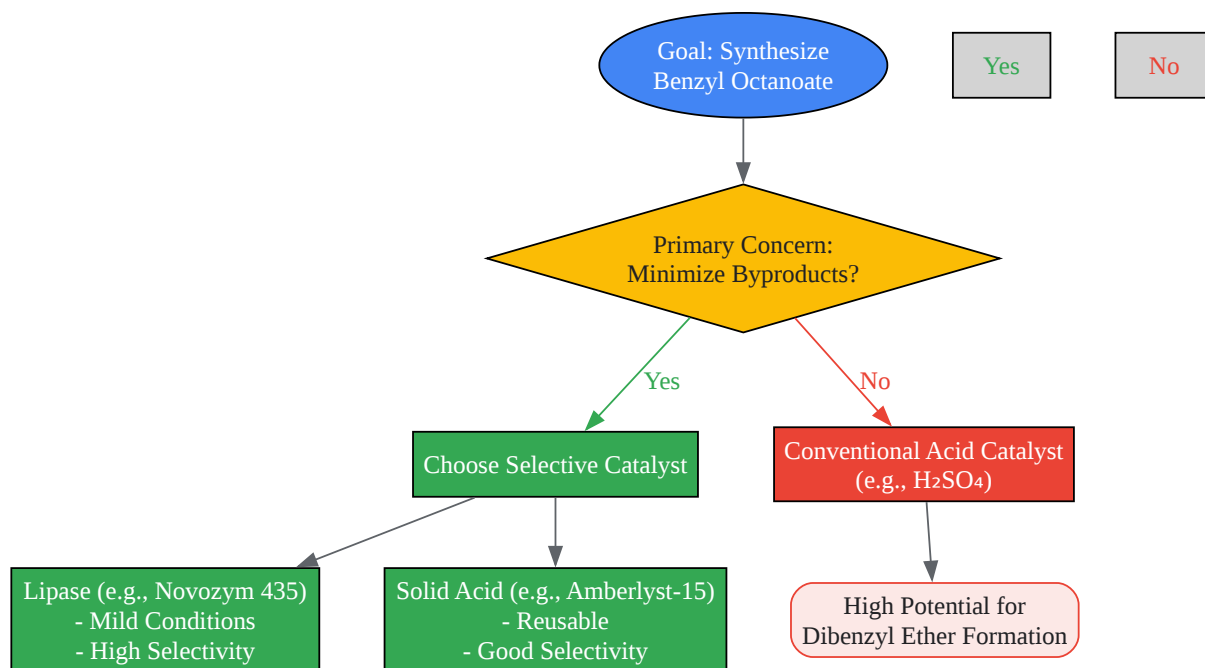 Goal: Synthesize
Benzyl Octanoate
Yes
No
Primary Concern:
Minimize Byproducts?
Yes
No
Choose Selective Catalyst
Conventional Acid Catalyst
(e.g., H₂SO₄)
Lipase (e.g., Novozym 435)
- Mild Conditions
- High Selectivity
Solid Acid (e.g., Amberlyst-15)
- Reusable
- Good Selectivity
High Potential for
Dibenzyl Ether Formation